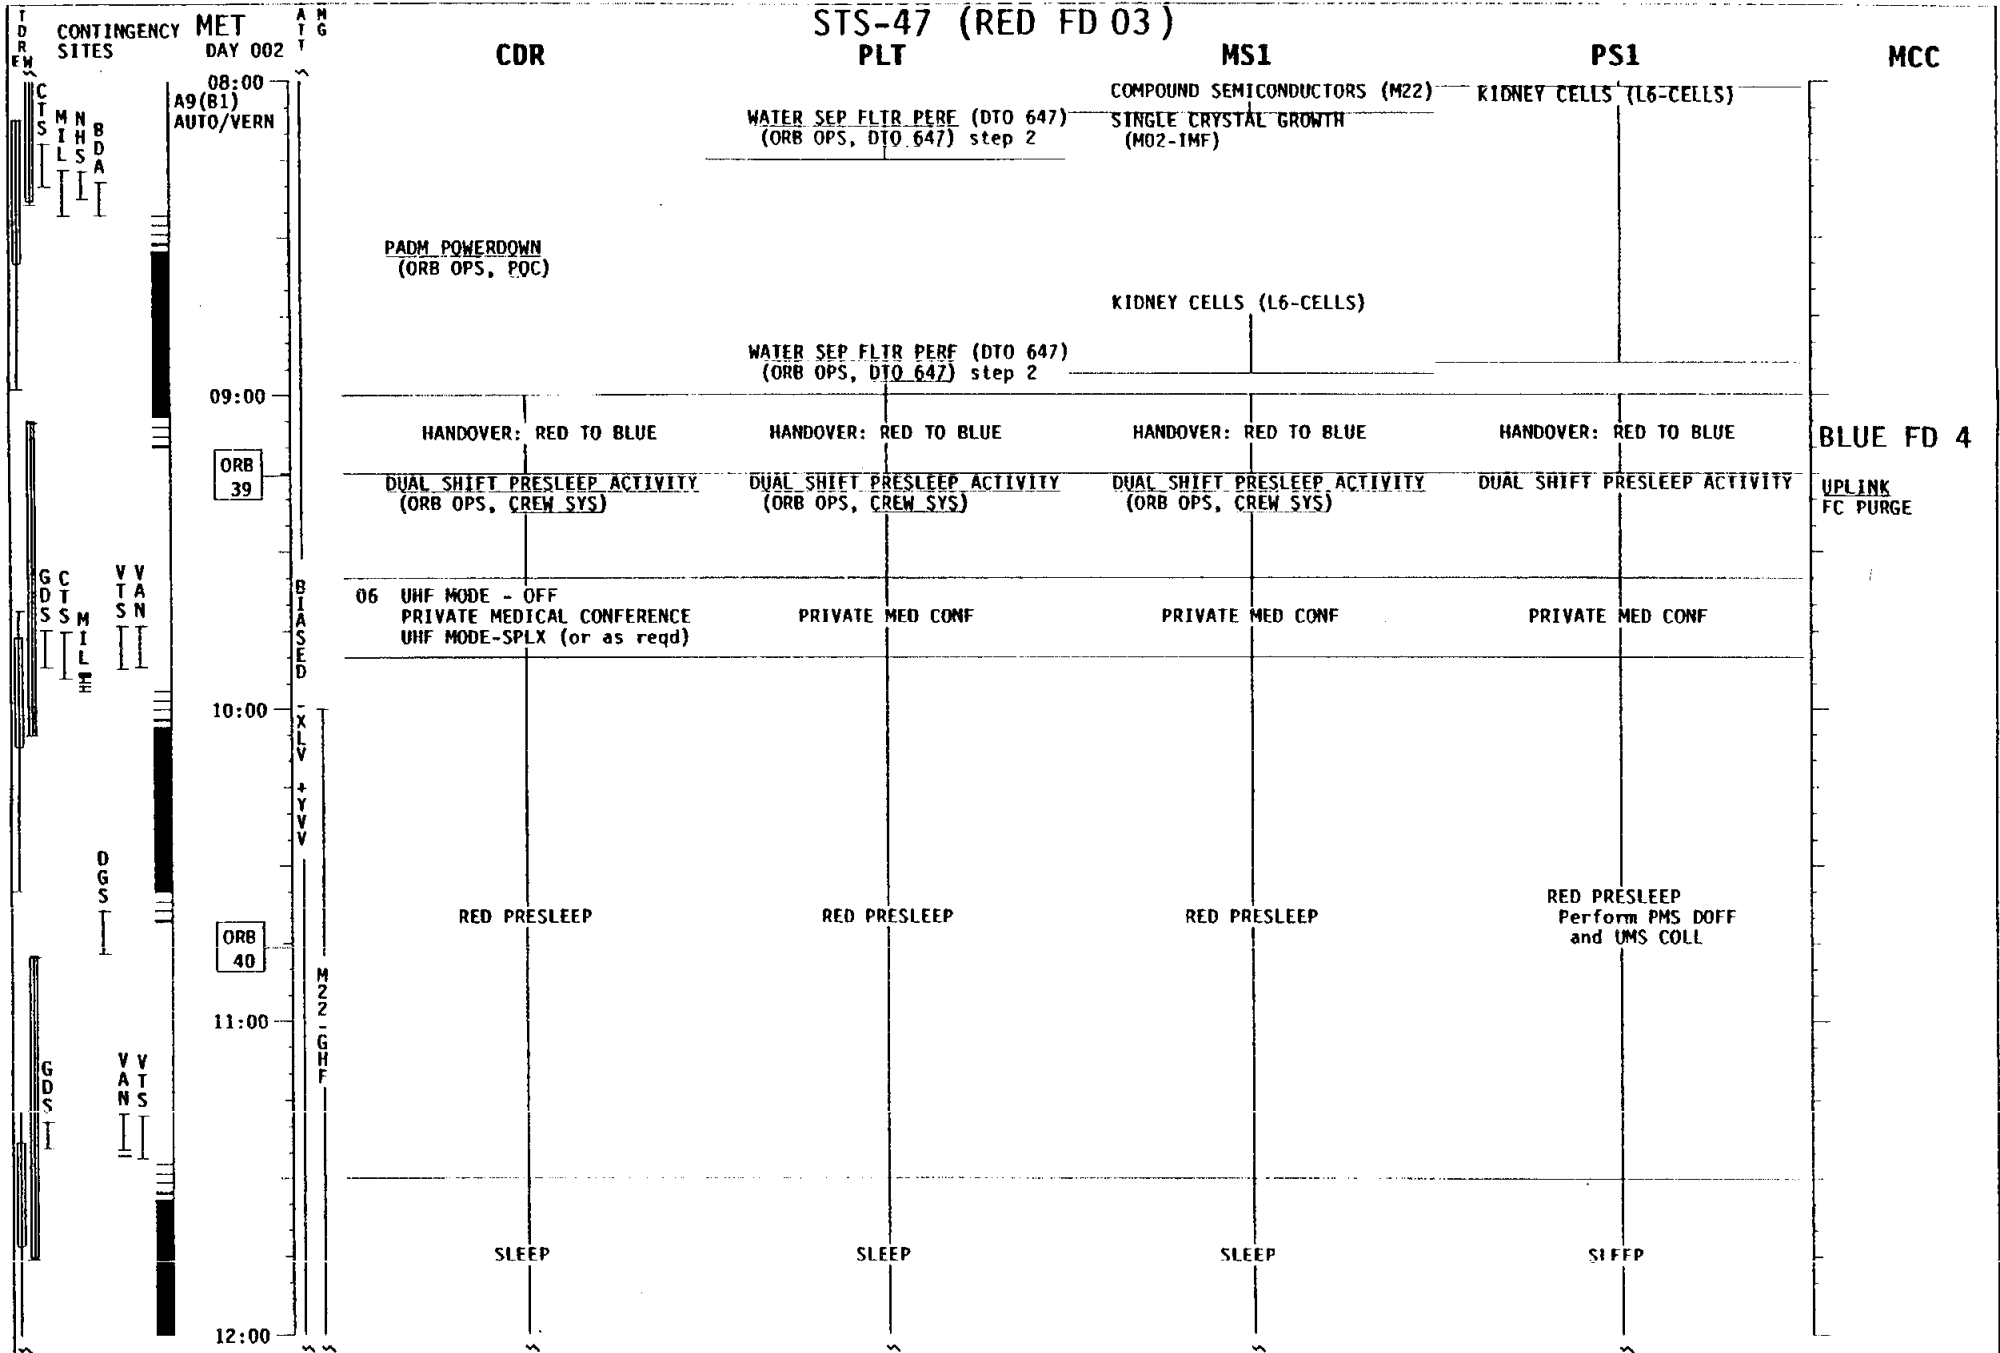 STS-47 (RED FD 03)
TDRE W
CONTINGENCY SITES
MET
DAY 002
ATT
MG
CDR
PLT
MS1
PS1
MCC
08:00
A9(B1)
AUTO/VERN
CTS
MIL
NHS
BDA
WATER SEP FLTR PERF (DTO 647)
(ORB OPS, DTO 647) step 2
COMPOUND SEMICONDUCTORS (M22)
SINGLE CRYSTAL GROWTH
(M02-IMF)
KIDNEY CELLS (L6-CELLS)
PADM POWERDOWN
(ORB OPS, POC)
KIDNEY CELLS (L6-CELLS)
WATER SEP FLTR PERF (DTO 647)
(ORB OPS, DTO 647) step 2
09:00
HANDOVER: RED TO BLUE
HANDOVER: RED TO BLUE
HANDOVER: RED TO BLUE
HANDOVER: RED TO BLUE
BLUE FD 4
ORB
39
DUAL SHIFT PRESLEEP ACTIVITY
(ORB OPS, CREW SYS)
DUAL SHIFT PRESLEEP ACTIVITY
(ORB OPS, CREW SYS)
DUAL SHIFT PRESLEEP ACTIVITY
(ORB OPS, CREW SYS)
DUAL SHIFT PRESLEEP ACTIVITY
UPLINK
FC PURGE
GDS
CTS
MIL
VTS
VAN
BIASED -XLV +YVV
06 UHF MODE - OFF
PRIVATE MEDICAL CONFERENCE
UHF MODE-SPLX (or as reqd)
PRIVATE MED CONF
PRIVATE MED CONF
PRIVATE MED CONF
10:00
DGS
RED PRESLEEP
RED PRESLEEP
RED PRESLEEP
RED PRESLEEP
Perform PMS DOFF
and UMS COLL
ORB
40
M22-GHF
11:00
GDS
VAN
VTS
SLEEP
SLEEP
SLEEP
SLEEP
12:00